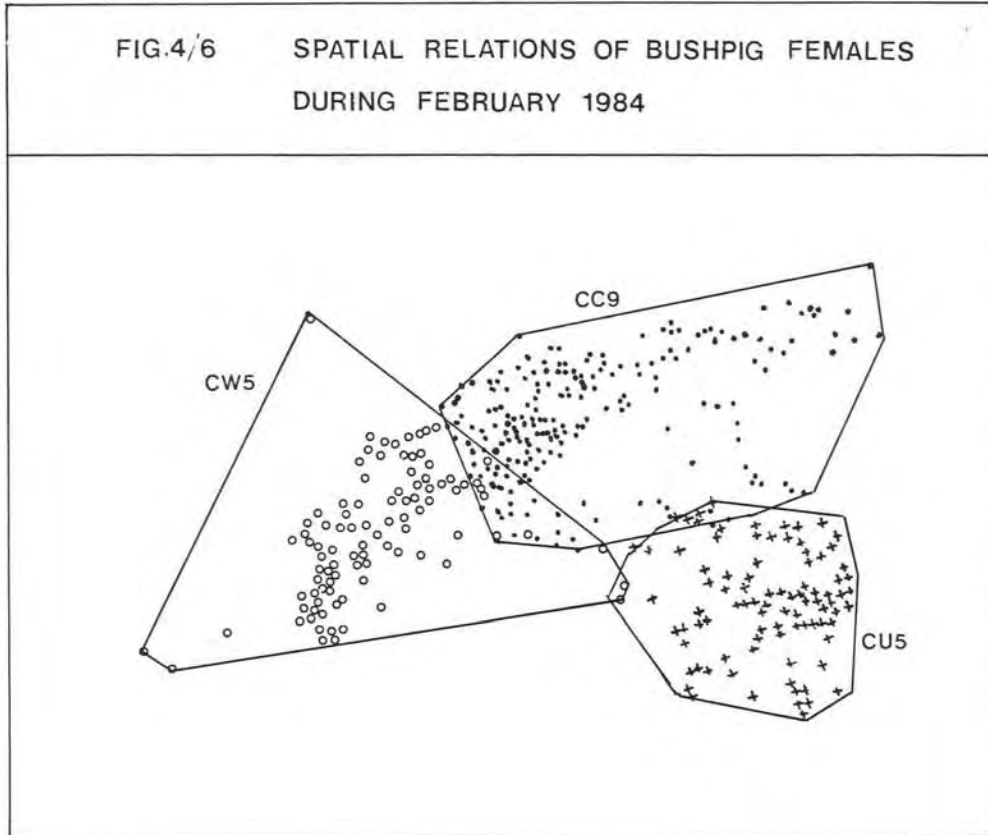 FIG.4/6 SPATIAL RELATIONS OF BUSHPIG FEMALES
DURING FEBRUARY 1984
CC9
CW5
CU5